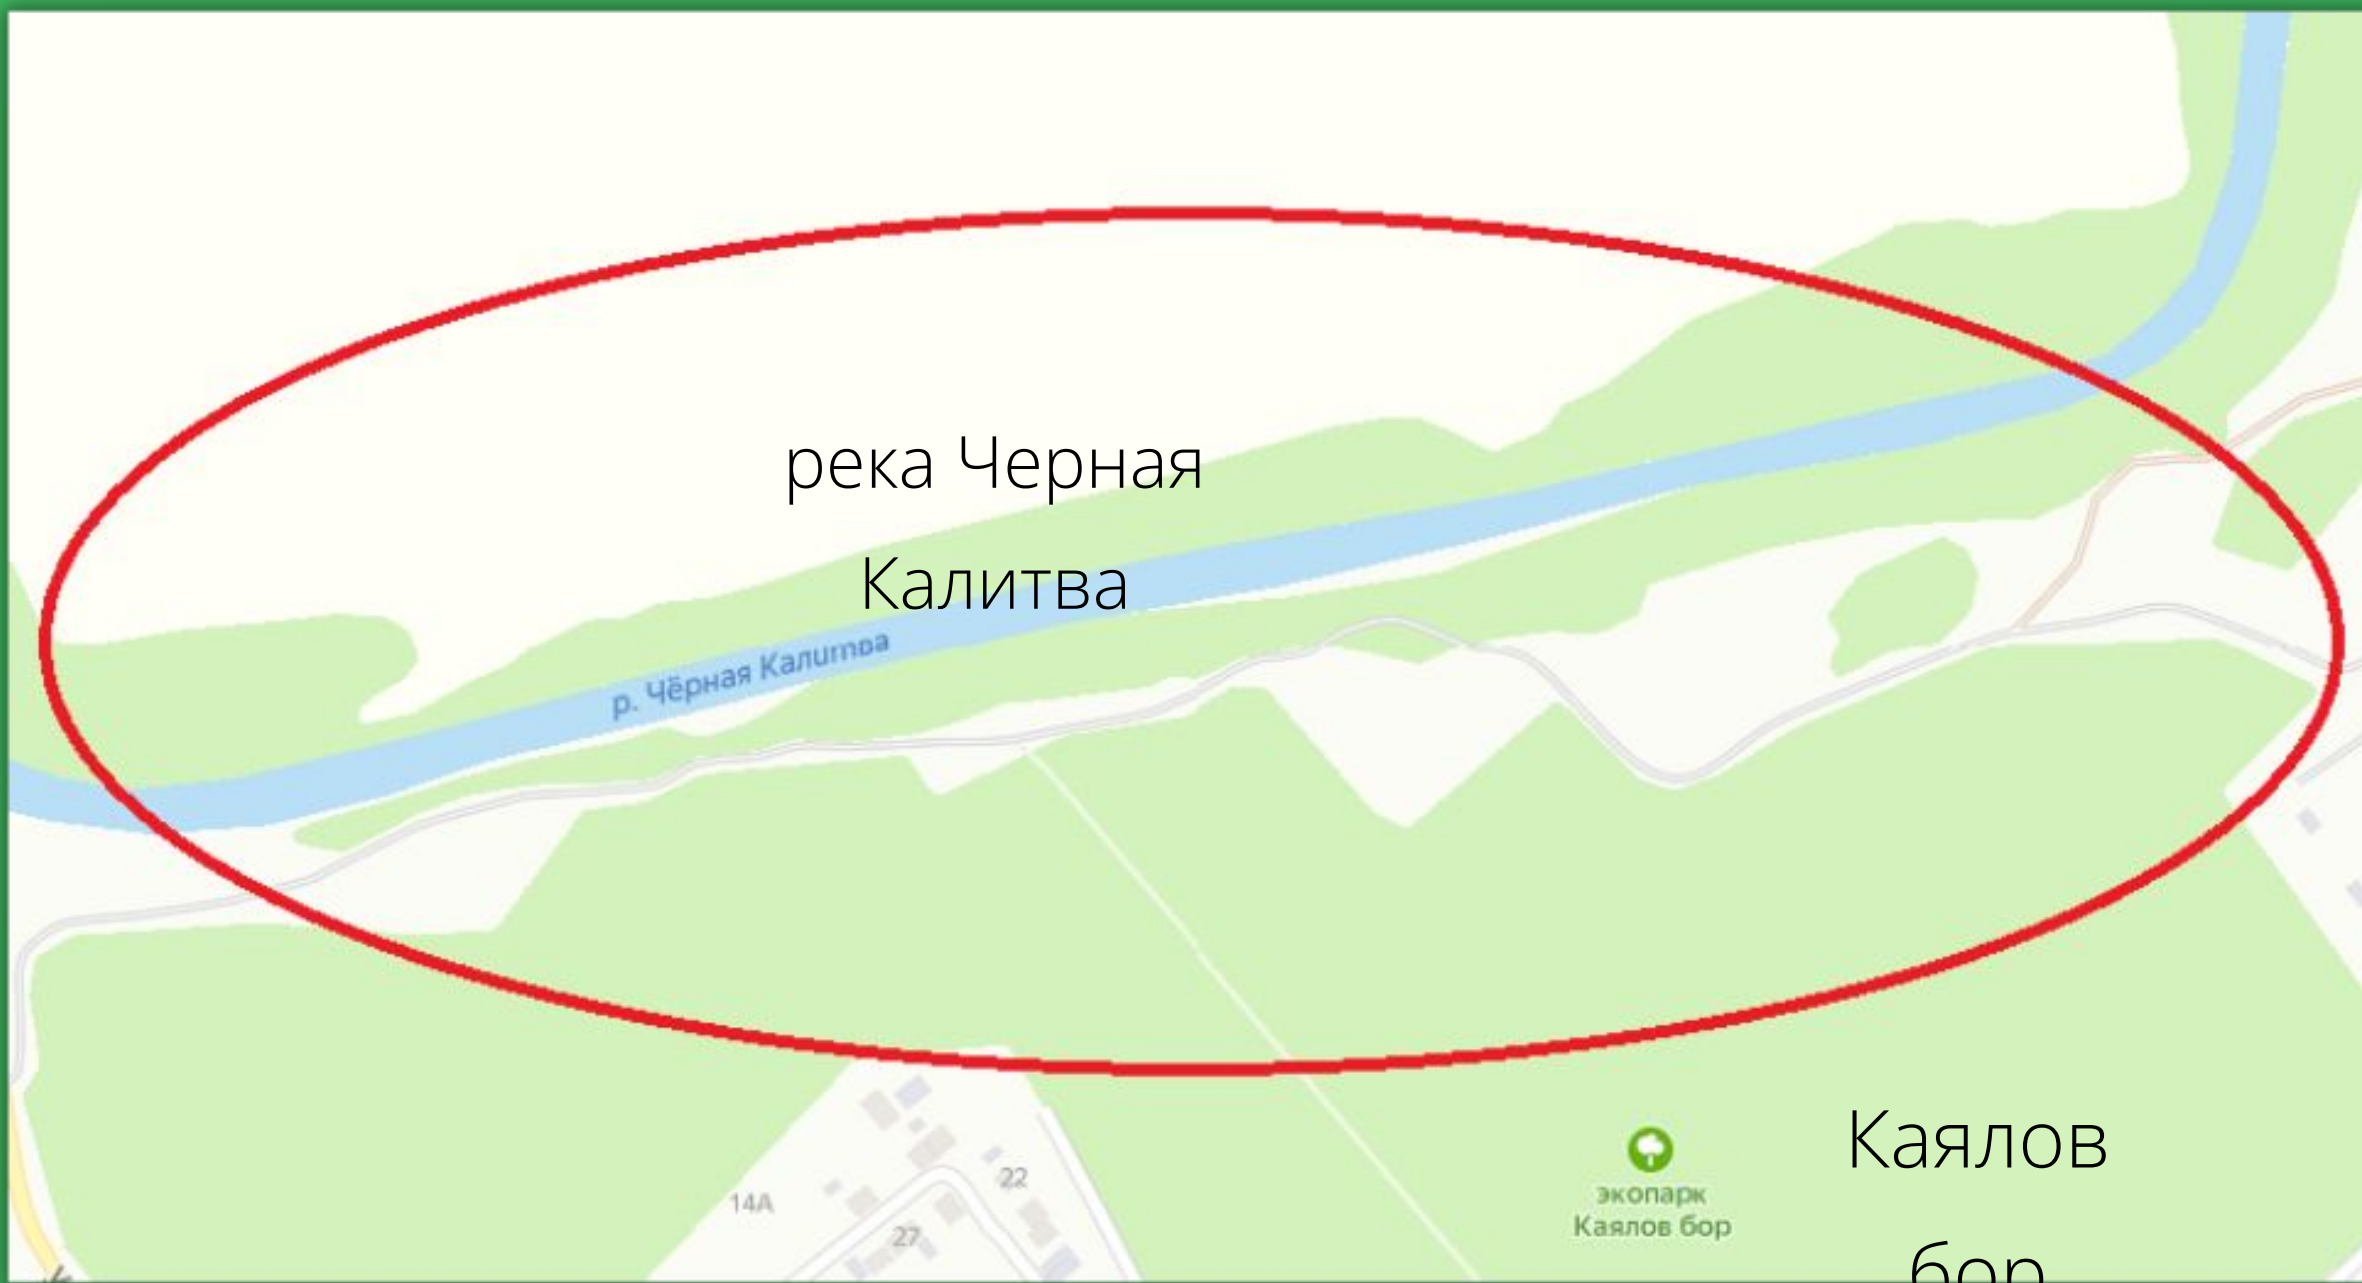 река Черная
Калитва
р. Чёрная Калитва
14А
22
27
экопарк
Каялов бор
Каялов
бор